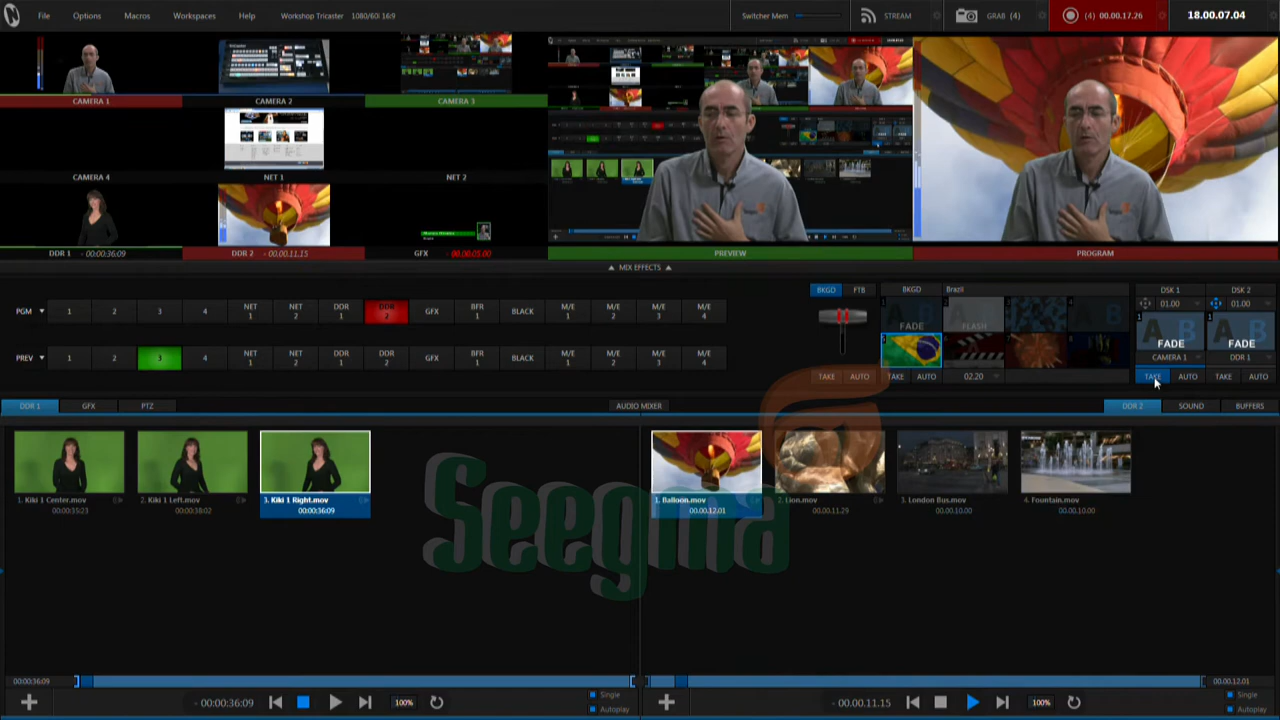 File Options Macros Workspaces Help Workshop Tricaster 1080/60i 16:9 Switcher Mem STREAM GRAB (4) (4) 00.00.17.26 18.00.07.04
CAMERA 1 CAMERA 2 CAMERA 3
CAMERA 4 NET 1 NET 2
DDR 1 - 00:00:36:09 DDR 2 - 00.00.11.15 GFX - 00.00.05.00 PREVIEW PROGRAM
MIX EFFECTS
BKGD FTB BKGD Brazil DSK 1 DSK 2
01.00 01.00
PGM 1 2 3 4 NET 1 NET 2 DDR 1 DDR 2 GFX BFR 1 BLACK M/E 1 M/E 2 M/E 3 M/E 4
FADE FLASH
FADE FADE
PREV 1 2 3 4 NET 1 NET 2 DDR 1 DDR 2 GFX BFR 1 BLACK M/E 1 M/E 2 M/E 3 M/E 4
CAMERA 1 DDR 1
TAKE AUTO TAKE AUTO 02.20 TAKE AUTO TAKE AUTO
DDR 1 GFX PTZ AUDIO MIXER DDR 2 SOUND BUFFERS
1. Kiki 1 Center.mov 2. Kiki 1 Left.mov 3. Kiki 1 Right.mov 1. Balloon.mov 2. Lion.mov 3. London Bus.mov 4. Fountain.mov
00:00:35:23 00:00:38:02 00:00:36:09 00.00.12.01 00.00.11.29 00.00.10.00 00.00.10.00
Seegma
00:00:36:09 00.00.12.01
- 00:00:36:09 100% Single - 00.00.11.15 100% Single
Autoplay Autoplay